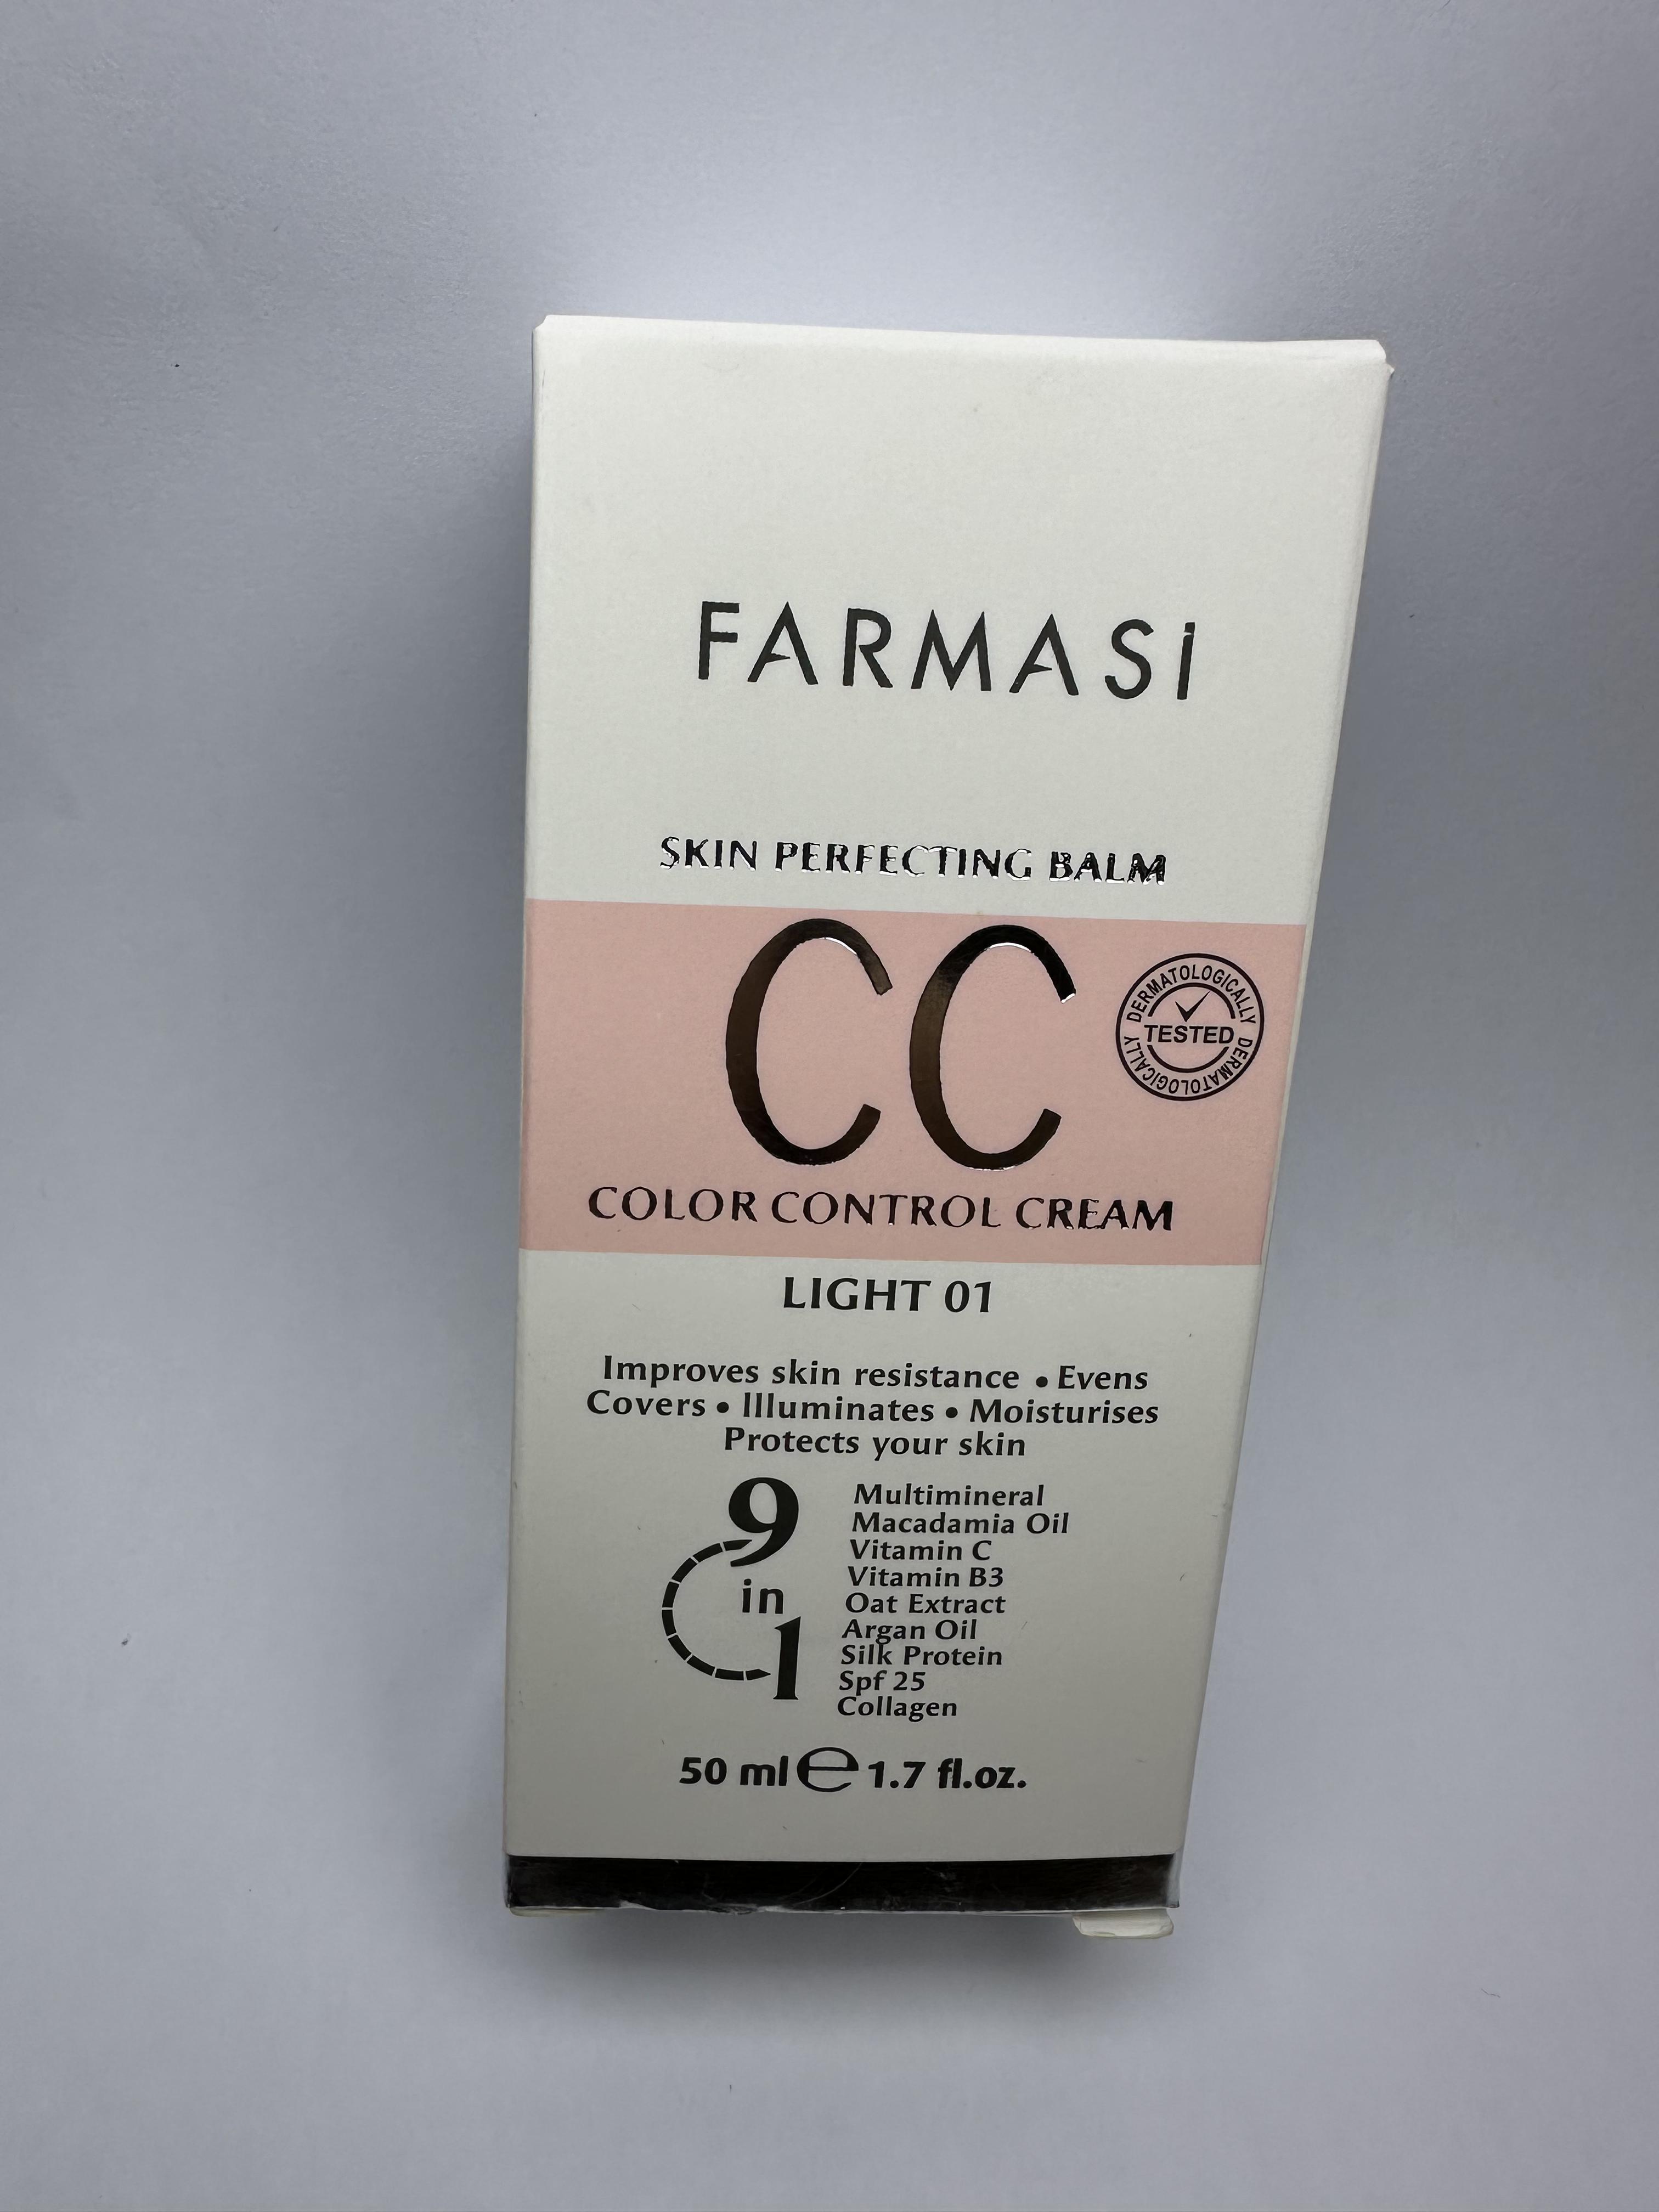 FARMASi
SKIN PERFECTING BALM
CC
DERMATOLOGICALLY
TESTED
DERMATOLOGICALLY
COLOR CONTROL CREAM
LIGHT 01
Improves skin resistance • Evens
Covers • Illuminates • Moisturises
Protects your skin
9
in
1
Multimineral
Macadamia Oil
Vitamin C
Vitamin B3
Oat Extract
Argan Oil
Silk Protein
Spf 25
Collagen
50 ml ℮ 1.7 fl.oz.